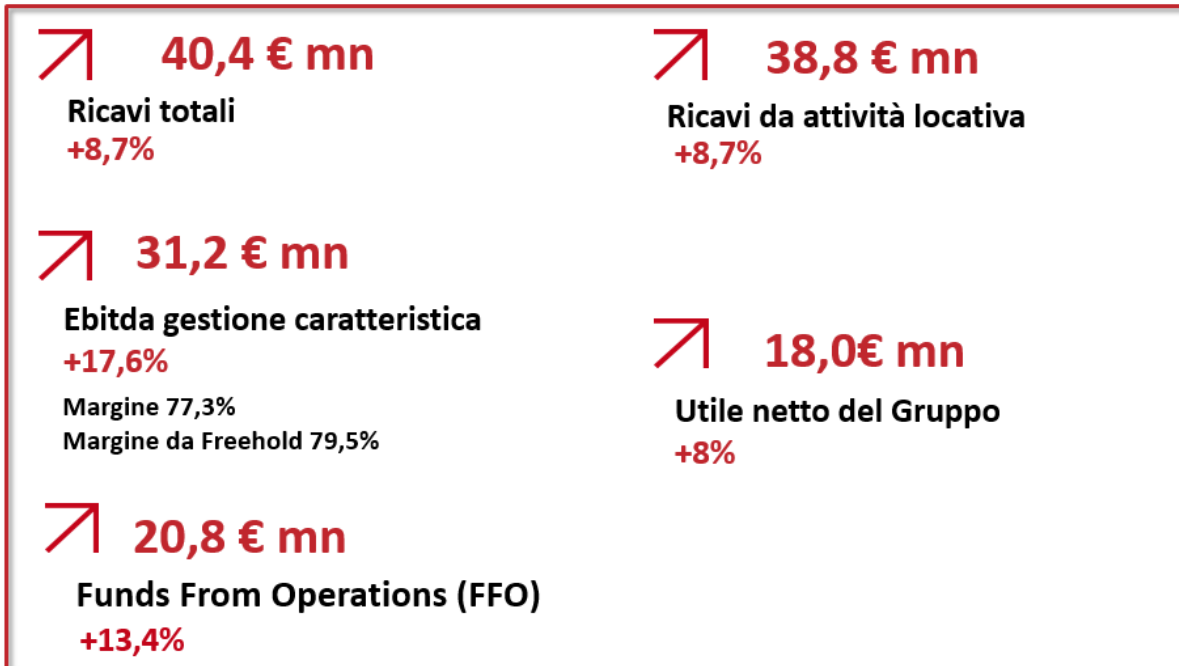 40,4 € mn
Ricavi totali
+8,7%
38,8 € mn
Ricavi da attività locativa
+8,7%
31,2 € mn
Ebitda gestione caratteristica
+17,6%
Margine 77,3%
Margine da Freehold 79,5%
18,0€ mn
Utile netto del Gruppo
+8%
20,8 € mn
Funds From Operations (FFO)
+13,4%